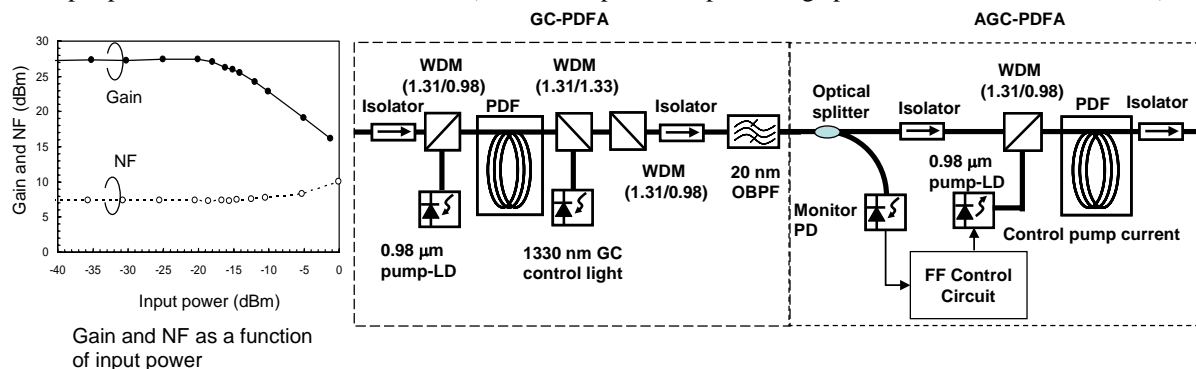 GC-PDFA
AGC-PDFA
30
25
20
15
10
5
0
Gain and NF (dBm)
Gain
NF
-40 -35 -30 -25 -20 -15 -10 -5 0
Input power (dBm)
Gain and NF as a function
of input power
Isolator
WDM
(1.31/0.98)
PDF
WDM
(1.31/1.33)
Isolator
WDM
(1.31/0.98)
20 nm
OBPF
0.98 μm
pump-LD
1330 nm GC
control light
Optical
splitter
Isolator
WDM
(1.31/0.98)
PDF
Isolator
0.98 μm
pump-LD
Monitor
PD
Control pump current
FF Control
Circuit